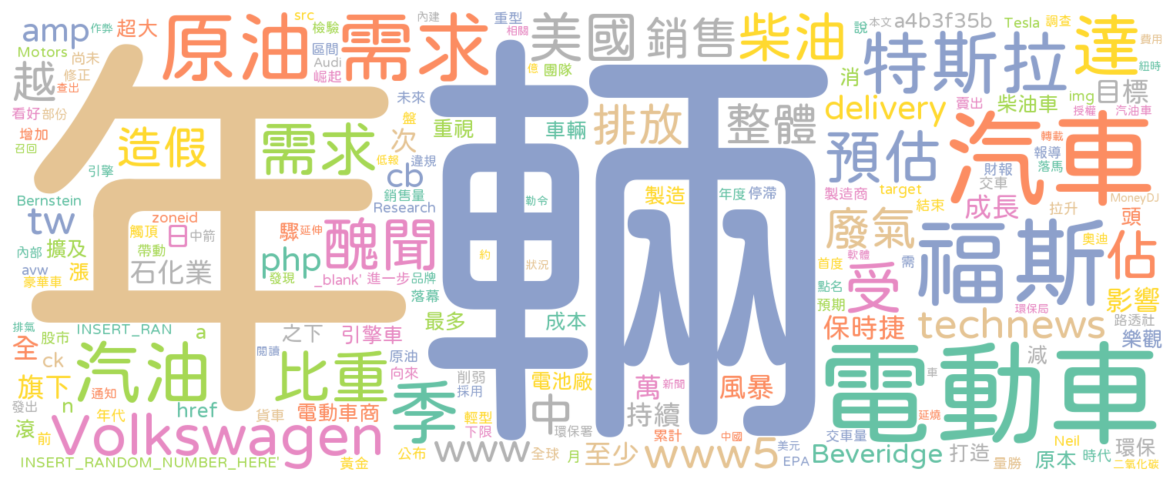 年
輛
電動車
汽車
原油
需求
特斯拉
福斯
Volkswagen
美國
銷售
柴油
達
amp
作弊
超大
src
檢驗
內建
重型
相關
Motors
尚未
修正
查出
越
區間
Audi
崛起
億
團隊
本文
a4b3f35b
說
消
Tesla
調查
費用
紐時
看好
部份
增加
召回
造假
需求
未來
盤
次
重視
車輛
排放
整體
delivery
預估
賣出
柴油車
img
目標
授權
汽油車
轉載
報導
落馬
引擎
低報
違規
cb
銷售量
Research
製造
年度
停滯
製造商
target
財報
交車
結束
成長
拉升
MoneyDJ
頭
Bernstein
tw
zoneid
觸頂
日
中箭
帶動
驟
延伸
醜聞
勒令
廢氣
受
軟體
需
首度
點名
預期
奧迪
佔
內部
擴及
avw
豪華車
漲
石化業
php
發現
_blank'
進一步
品牌
落幕
約
狀況
環保局
影響
路透社
樂觀
保時捷
technews
排氣
股市
INSERT_RAN
a
之下
引擎車
最多
成本
全
ck
汽油
比重
閱讀
原油
向來
削弱
採用
電池廠
萬
新聞
風暴
減
車
旗下
通知
n
href
貨車
電動車商
季
輕型
下限
中
環保署
持續
累計
中國
延燒
發出
滾
前
年代
公布
www
全球
月
至少
www5
美元
EPA
交車量
Beveridge
打造
量勝
Neil
原本
時代
環保
二氧化碳
INSERT_RANDOM_NUMBER_HERE'
黃金